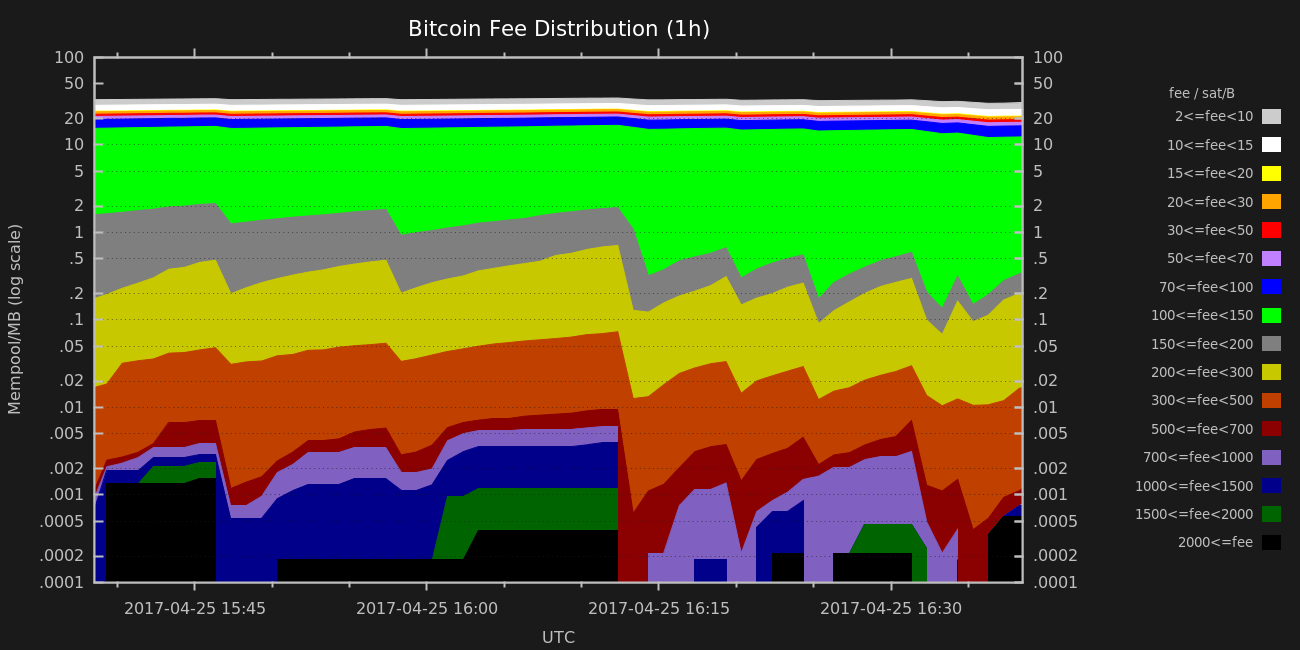 Bitcoin Fee Distribution (1h)
100 100
50 50
20 20
10 10
5 5
2 2
1 1
.5 .5
.2 .2
.1 .1
.05 .05
.02 .02
.01 .01
.005 .005
.002 .002
.001 .001
.0005 .0005
.0002 .0002
.0001 .0001
Mempool/MB (log scale)
2017-04-25 15:45 2017-04-25 16:00 2017-04-25 16:15 2017-04-25 16:30
UTC
fee / sat/B
2<=fee<10
10<=fee<15
15<=fee<20
20<=fee<30
30<=fee<50
50<=fee<70
70<=fee<100
100<=fee<150
150<=fee<200
200<=fee<300
300<=fee<500
500<=fee<700
700<=fee<1000
1000<=fee<1500
1500<=fee<2000
2000<=fee